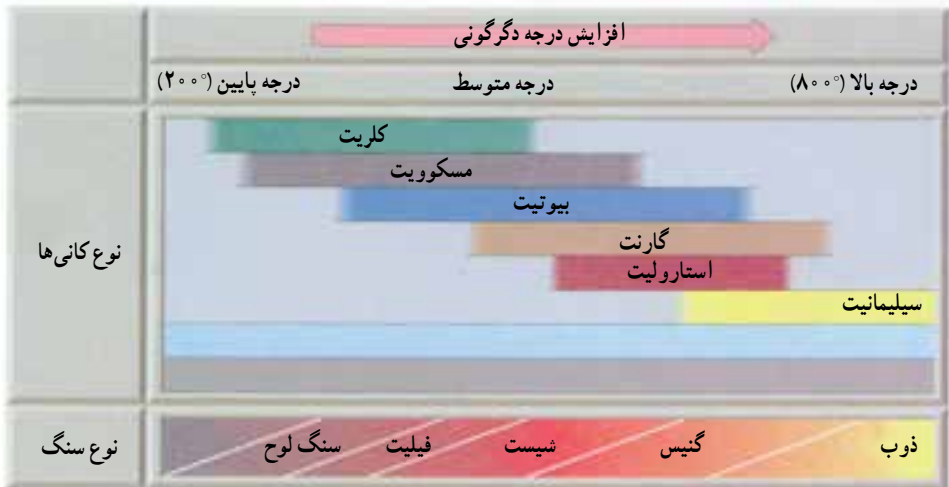 افزایش درجه دگرگونی
درجه بالا (۸۰۰°) درجه متوسط درجه پایین (۲۰۰°)
نوع کانی‌ها
کلریت
مسکوویت
بیوتیت
گارنت
استارولیت
سیلیمانیت
نوع سنگ
سنگ لوح فیلیت شیست گنیس ذوب